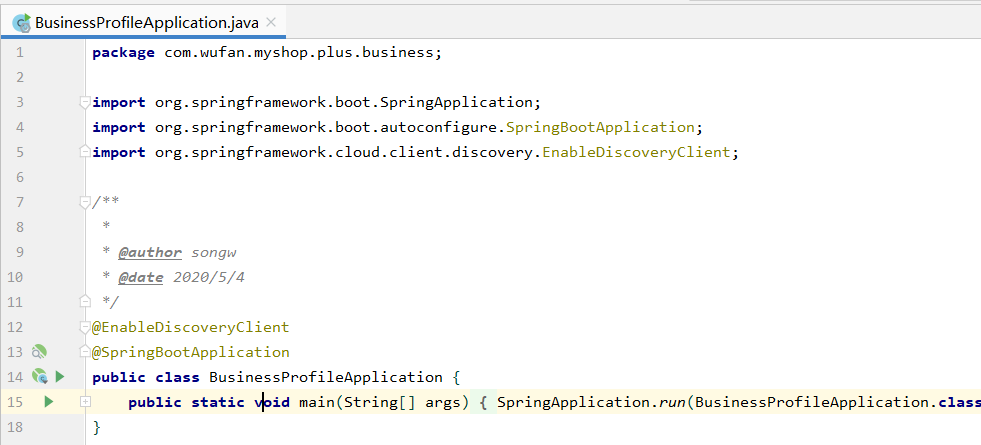 BusinessProfileApplication.java
1 package com.wufan.myshop.plus.business;
2
3 import org.springframework.boot.SpringApplication;
4 import org.springframework.boot.autoconfigure.SpringBootApplication;
5 import org.springframework.cloud.client.discovery.EnableDiscoveryClient;
6
7 /**
8 *
9 * @author songw
10 * @date 2020/5/4
11 */
12 @EnableDiscoveryClient
13 @SpringBootApplication
14 public class BusinessProfileApplication {
15 public static void main(String[] args) { SpringApplication.run(BusinessProfileApplication.class
18 }